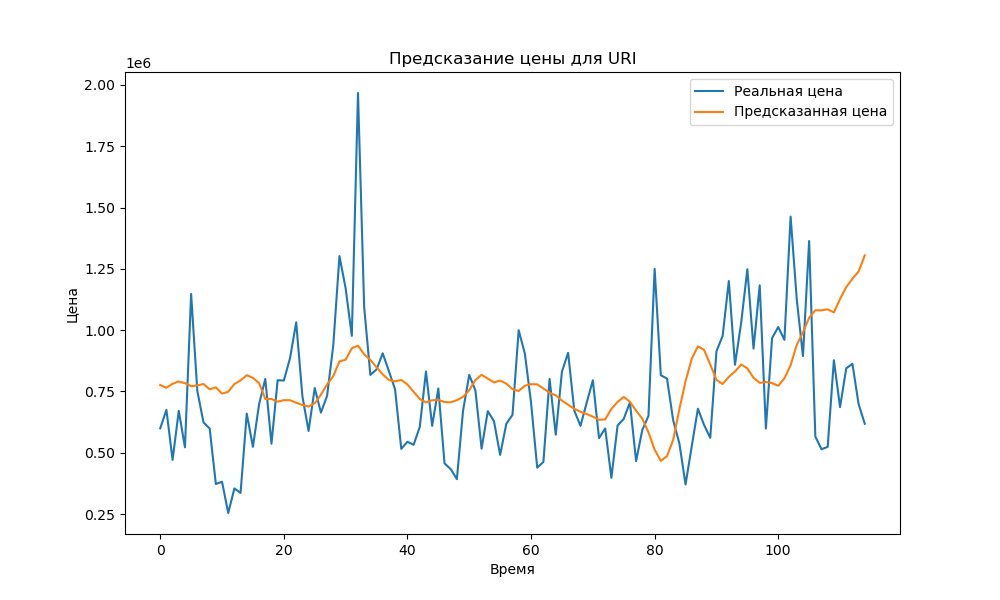 Предсказание цены для URI
1e6
Реальная цена
Предсказанная цена
2.00
1.75
1.50
1.25
1.00
0.75
0.50
0.25
Цена
0 20 40 60 80 100
Время